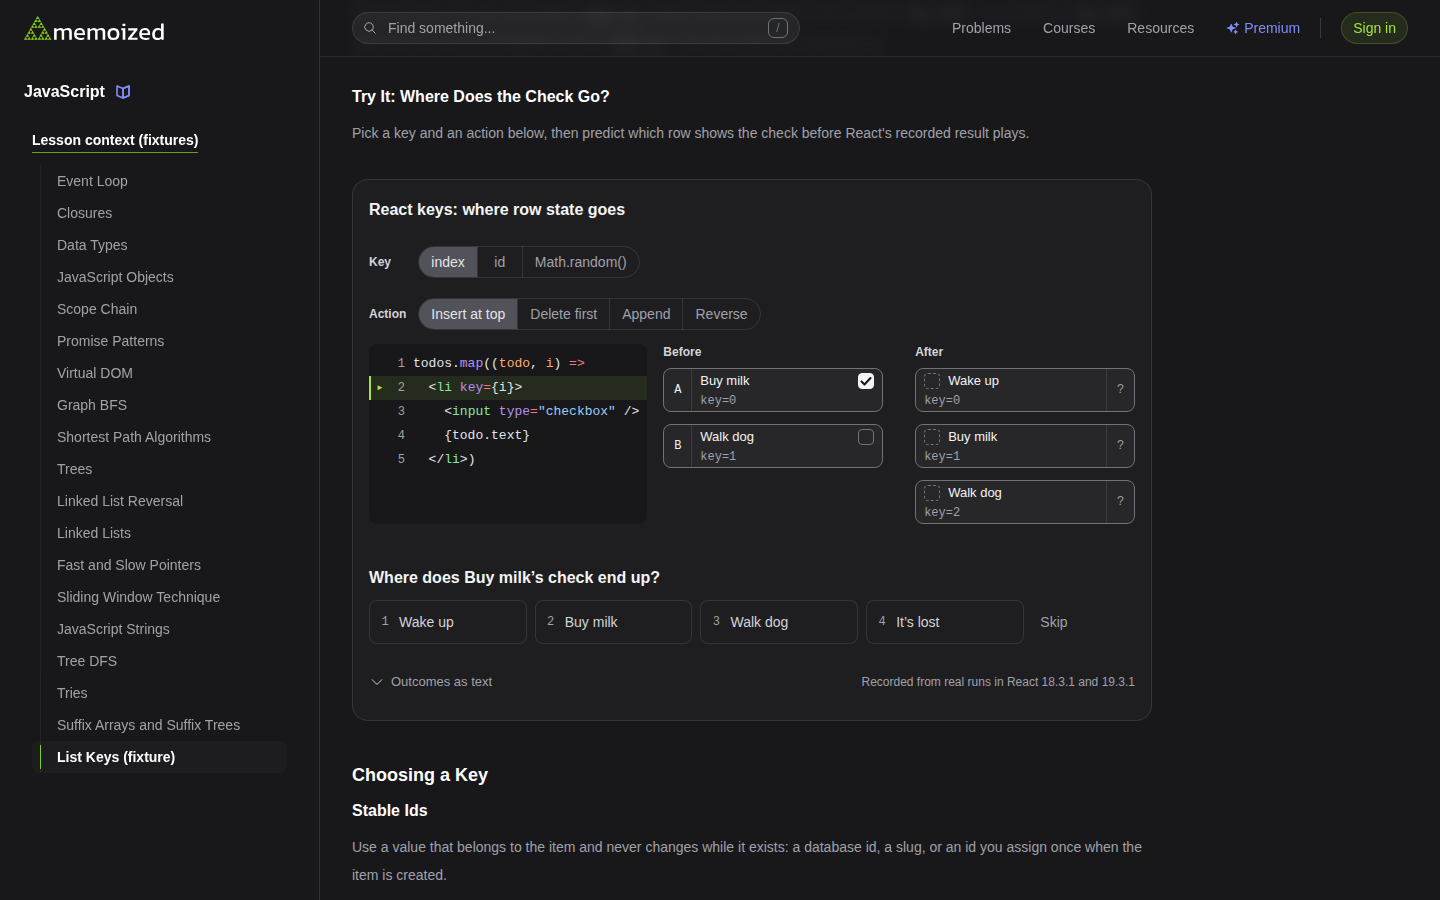 memoized
Find something...
/
Problems
Courses
Resources
Premium
Sign in
JavaScript
Lesson context (fixtures)
Event Loop
Closures
Data Types
JavaScript Objects
Scope Chain
Promise Patterns
Virtual DOM
Graph BFS
Shortest Path Algorithms
Trees
Linked List Reversal
Linked Lists
Fast and Slow Pointers
Sliding Window Technique
JavaScript Strings
Tree DFS
Tries
Suffix Arrays and Suffix Trees
List Keys (fixture)
Try It: Where Does the Check Go?
Pick a key and an action below, then predict which row shows the check before React's recorded result plays.
React keys: where row state goes
Key
index
id
Math.random()
Action
Insert at top
Delete first
Append
Reverse
1 todos.map((todo, i) =>
2 <li key={i}>
3 <input type="checkbox" />
4 {todo.text}
5 </li>)
Before
A
Buy milk
key=0
B
Walk dog
key=1
After
Wake up
key=0
?
Buy milk
key=1
?
Walk dog
key=2
?
Where does Buy milk’s check end up?
1 Wake up
2 Buy milk
3 Walk dog
4 It’s lost
Skip
Outcomes as text
Recorded from real runs in React 18.3.1 and 19.3.1
Choosing a Key
Stable Ids
Use a value that belongs to the item and never changes while it exists: a database id, a slug, or an id you assign once when the
item is created.